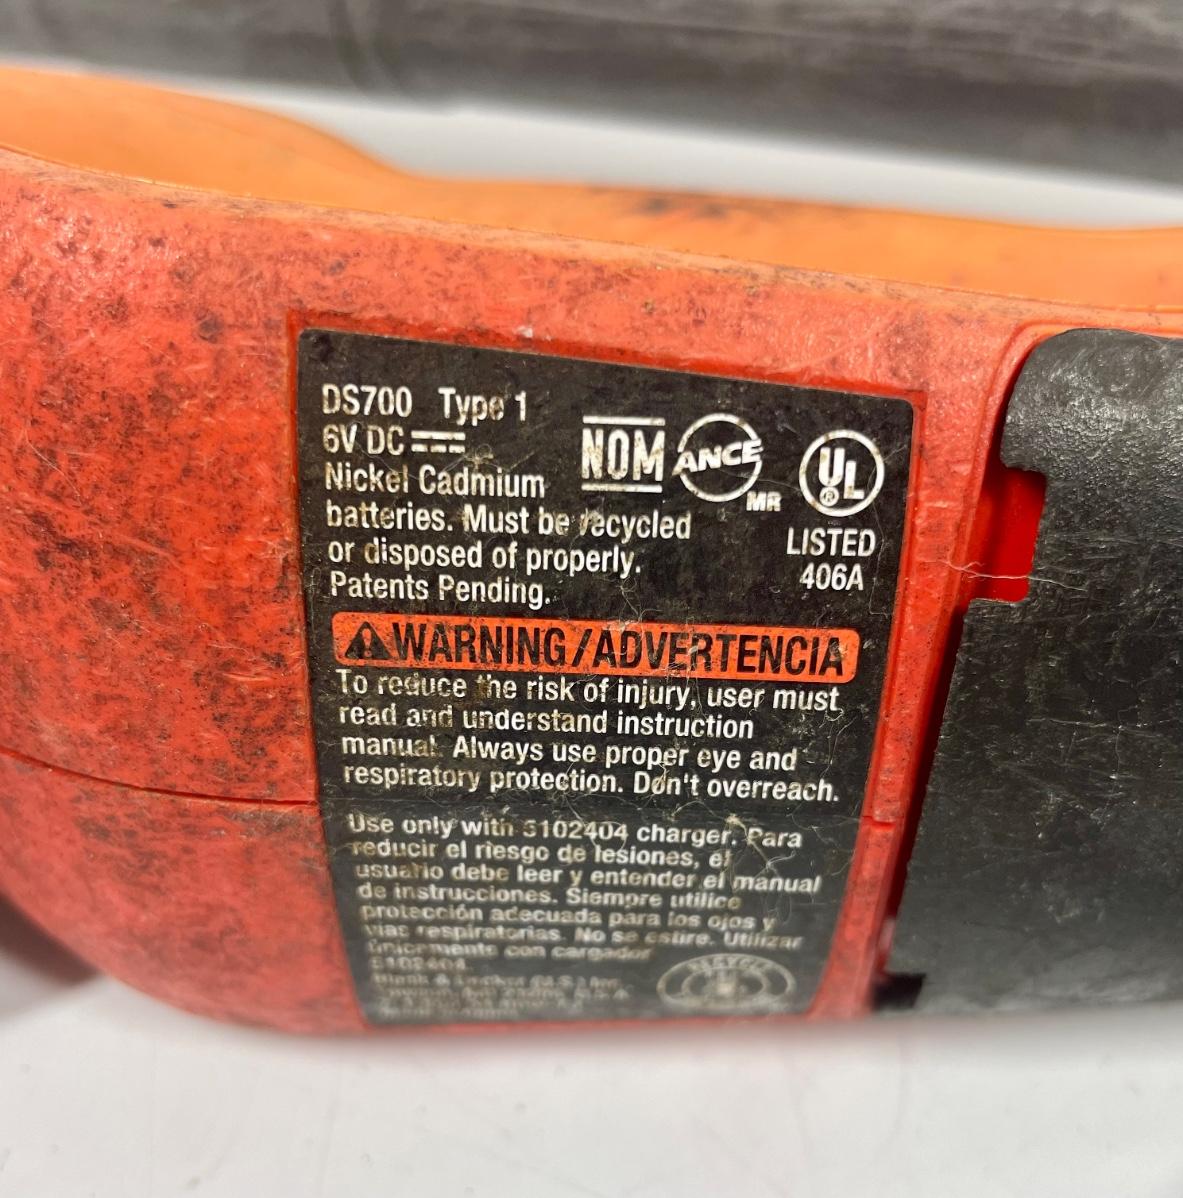 DS700 Type 1
6V DC
Nickel Cadmium
batteries. Must be recycled
or disposed of properly.
Patents Pending.
NOM
ANCE
MR
UL
®
LISTED
406A
WARNING/ADVERTENCIA
To reduce the risk of injury, user must
read and understand instruction
manual. Always use proper eye and
respiratory protection. Don't overreach.
Use only with 5102404 charger. Para
reducir el riesgo de lesiones, el
usuario debe leer y entender el manual
de instrucciones. Siempre utilice
protección adecuada para los ojos y
vias respiratorias. No se estire. Utilizar
únicamente con cargador
5102404.